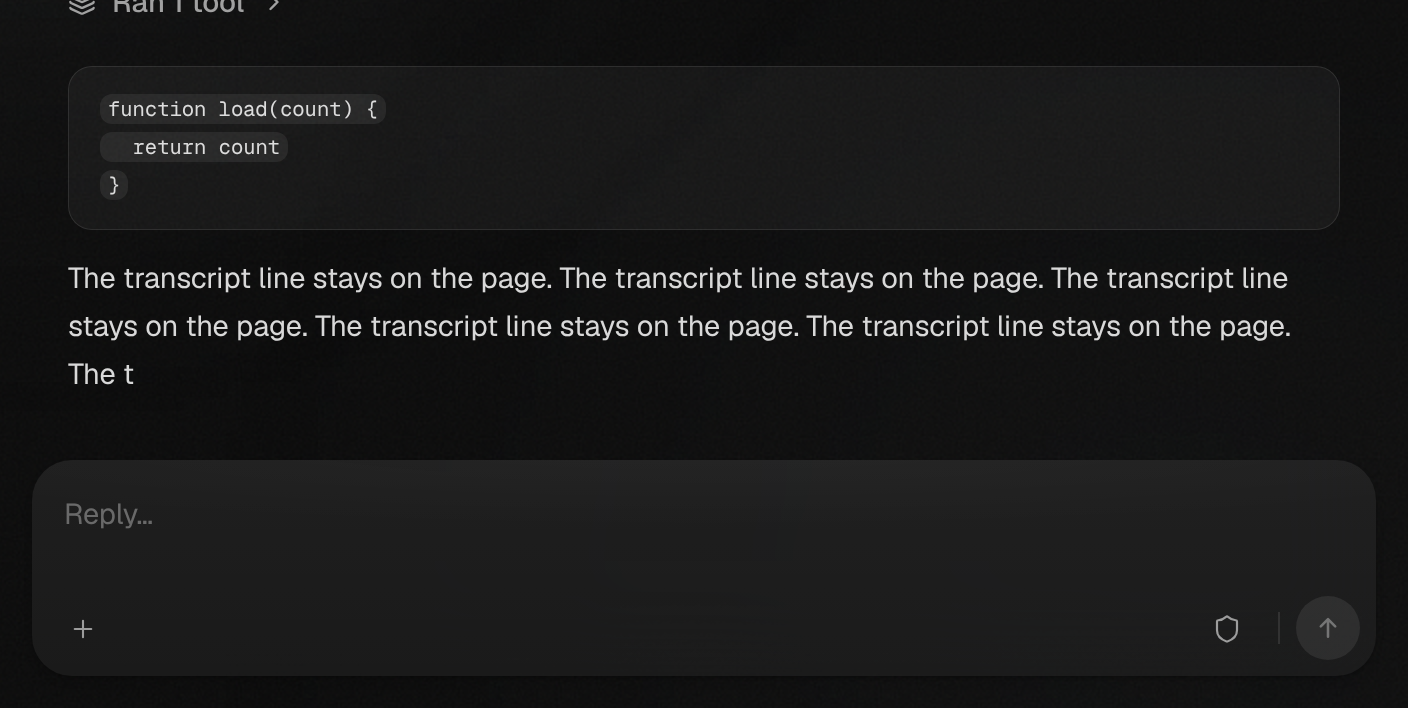 Ran 1 tool
function load(count) {
  return count
}
The transcript line stays on the page. The transcript line stays on the page. The transcript line
stays on the page. The transcript line stays on the page. The transcript line stays on the page.
The t
Reply...